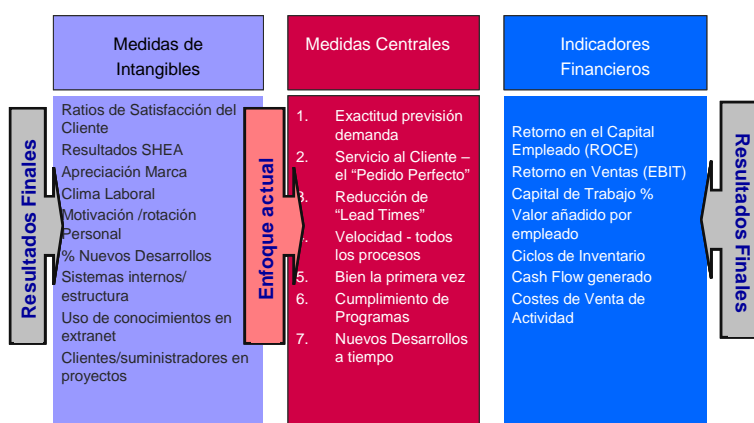 Medidas de
Intangibles
Medidas Centrales
Indicadores
Financieros
Resultados Finales
Ratios de Satisfacción del
Cliente
Resultados SHEA
Apreciación Marca
Clima Laboral
Motivación /rotación
Personal
% Nuevos Desarrollos
Sistemas internos/
estructura
Uso de conocimientos en
extranet
Clientes/suministradores en
proyectos
Enfoque actual
1. Exactitud previsión
demanda
2. Servicio al Cliente –
el “Pedido Perfecto”
3. Reducción de
“Lead Times”
4. Velocidad - todos
los procesos
5. Bien la primera vez
6. Cumplimiento de
Programas
7. Nuevos Desarrollos
a tiempo
Retorno en el Capital
Empleado (ROCE)
Retorno en Ventas (EBIT)
Capital de Trabajo %
Valor añadido por
empleado
Ciclos de Inventario
Cash Flow generado
Costes de Venta de
Actividad
Resultados Finales